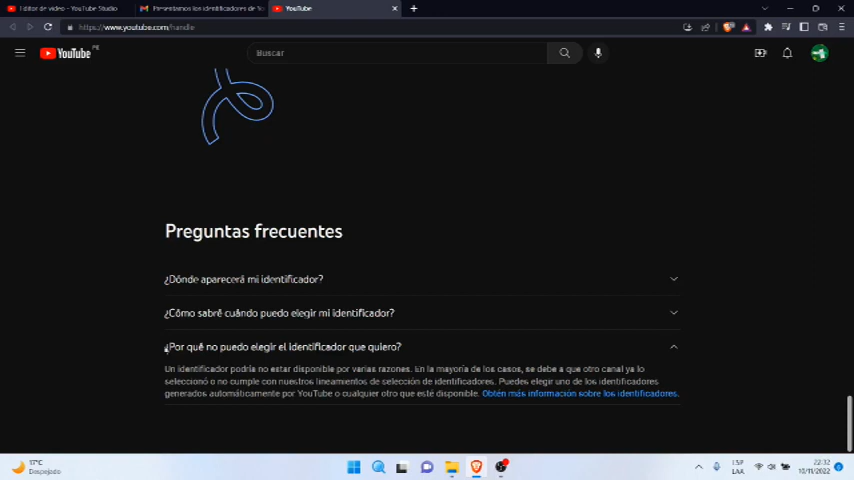 Editor de video - YouTube Studio
Presentamos los identificadores de
YouTube
https://www.youtube.com/handle
YouTube PE
Buscar
Preguntas frecuentes
¿Dónde aparecerá mi identificador?
¿Cómo sabré cuándo puedo elegir mi identificador?
¿Por qué no puedo elegir el identificador que quiero?
Un identificador podría no estar disponible por varias razones. En la mayoría de los casos, se debe a que otro canal ya lo
seleccionó o no cumple con nuestros lineamientos de selección de identificadores. Puedes elegir uno de los identificadores
generados automáticamente por YouTube o cualquier otro que esté disponible. Obtén más información sobre los identificadores.
17°C
Despejado
ESP
LAA
22:32
10/11/2022